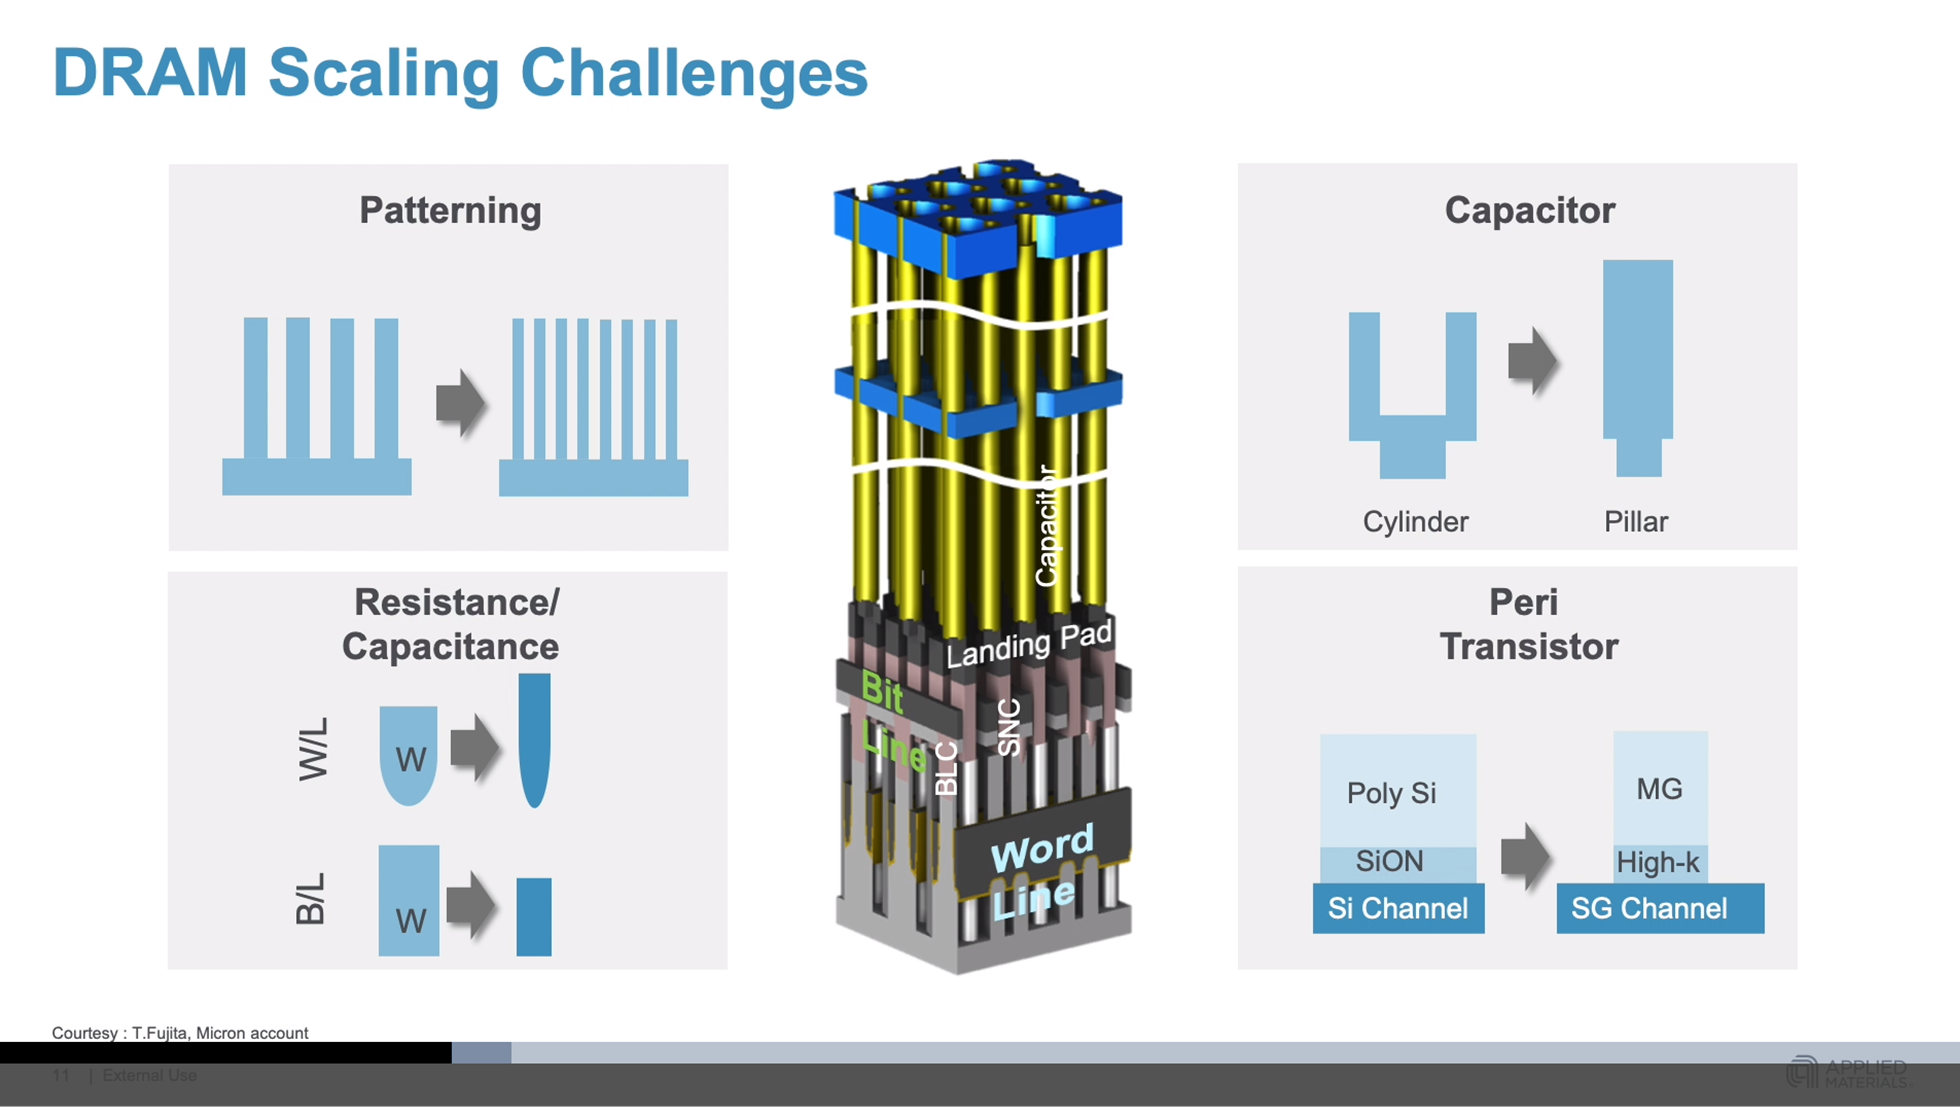 DRAM Scaling Challenges
Patterning
Resistance/
Capacitance
W/L
W
B/L
W
Capacitor
Landing Pad
Bit
Line
BLC
SNC
Word
Line
Capacitor
Cylinder
Pillar
Peri
Transistor
Poly Si
SiON
Si Channel
MG
High-k
SG Channel
Courtesy : T.Fujita, Micron account
11 | External Use
APPLIED
MATERIALS